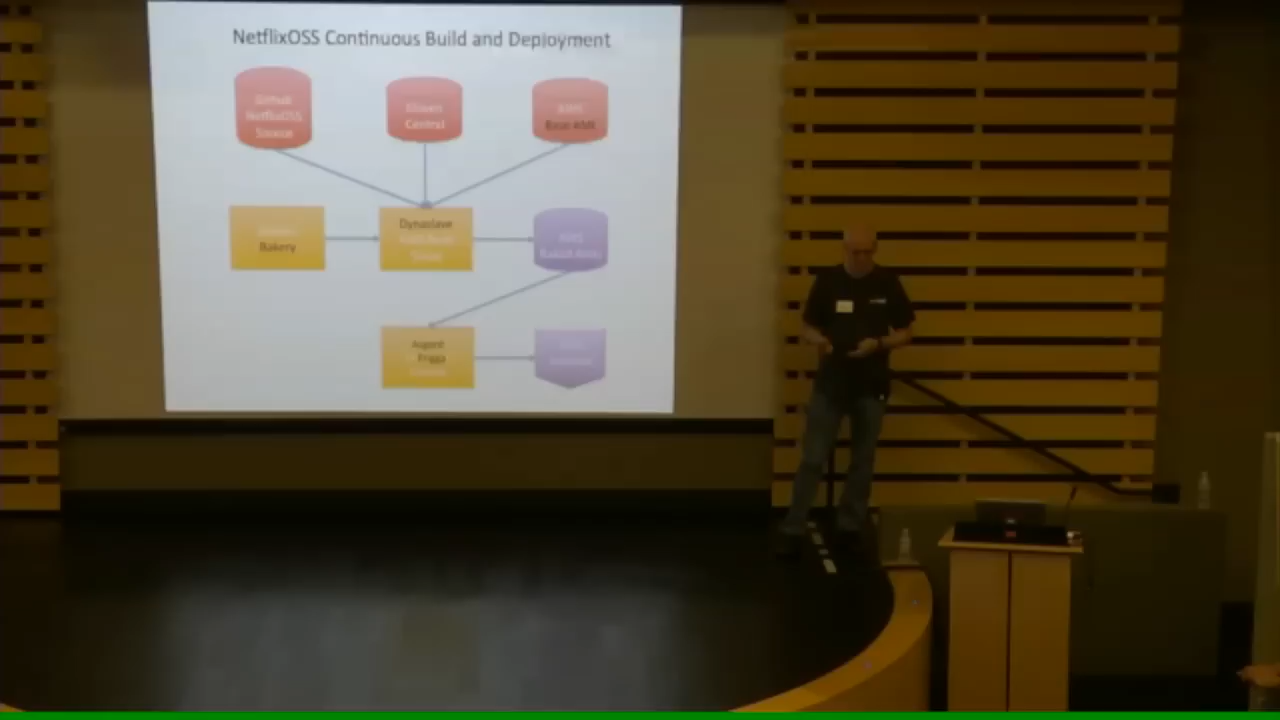 NetflixOSS Continuous Build and Deployment
Github
NetflixOSS
Source
Maven
Central
AWS
Base AMI
Bakery
Dynaslave
AWS
Baked AMIs
Asgard
Frigga